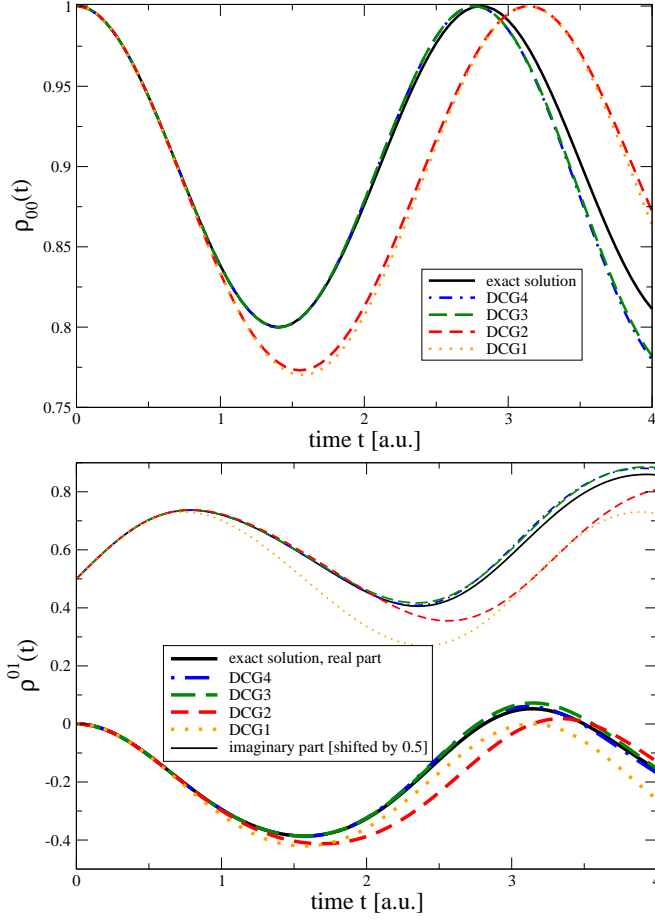 1
0.95
0.9
0.85
0.8
0.75
ρ00(t)
exact solution
DCG4
DCG3
DCG2
DCG1
0 1 2 3 4
time t [a.u.]
0.8
0.6
0.4
0.2
0
-0.2
-0.4
ρ01(t)
exact solution, real part
DCG4
DCG3
DCG2
DCG1
imaginary part [shifted by 0.5]
0 1 2 3 4
time t [a.u.]